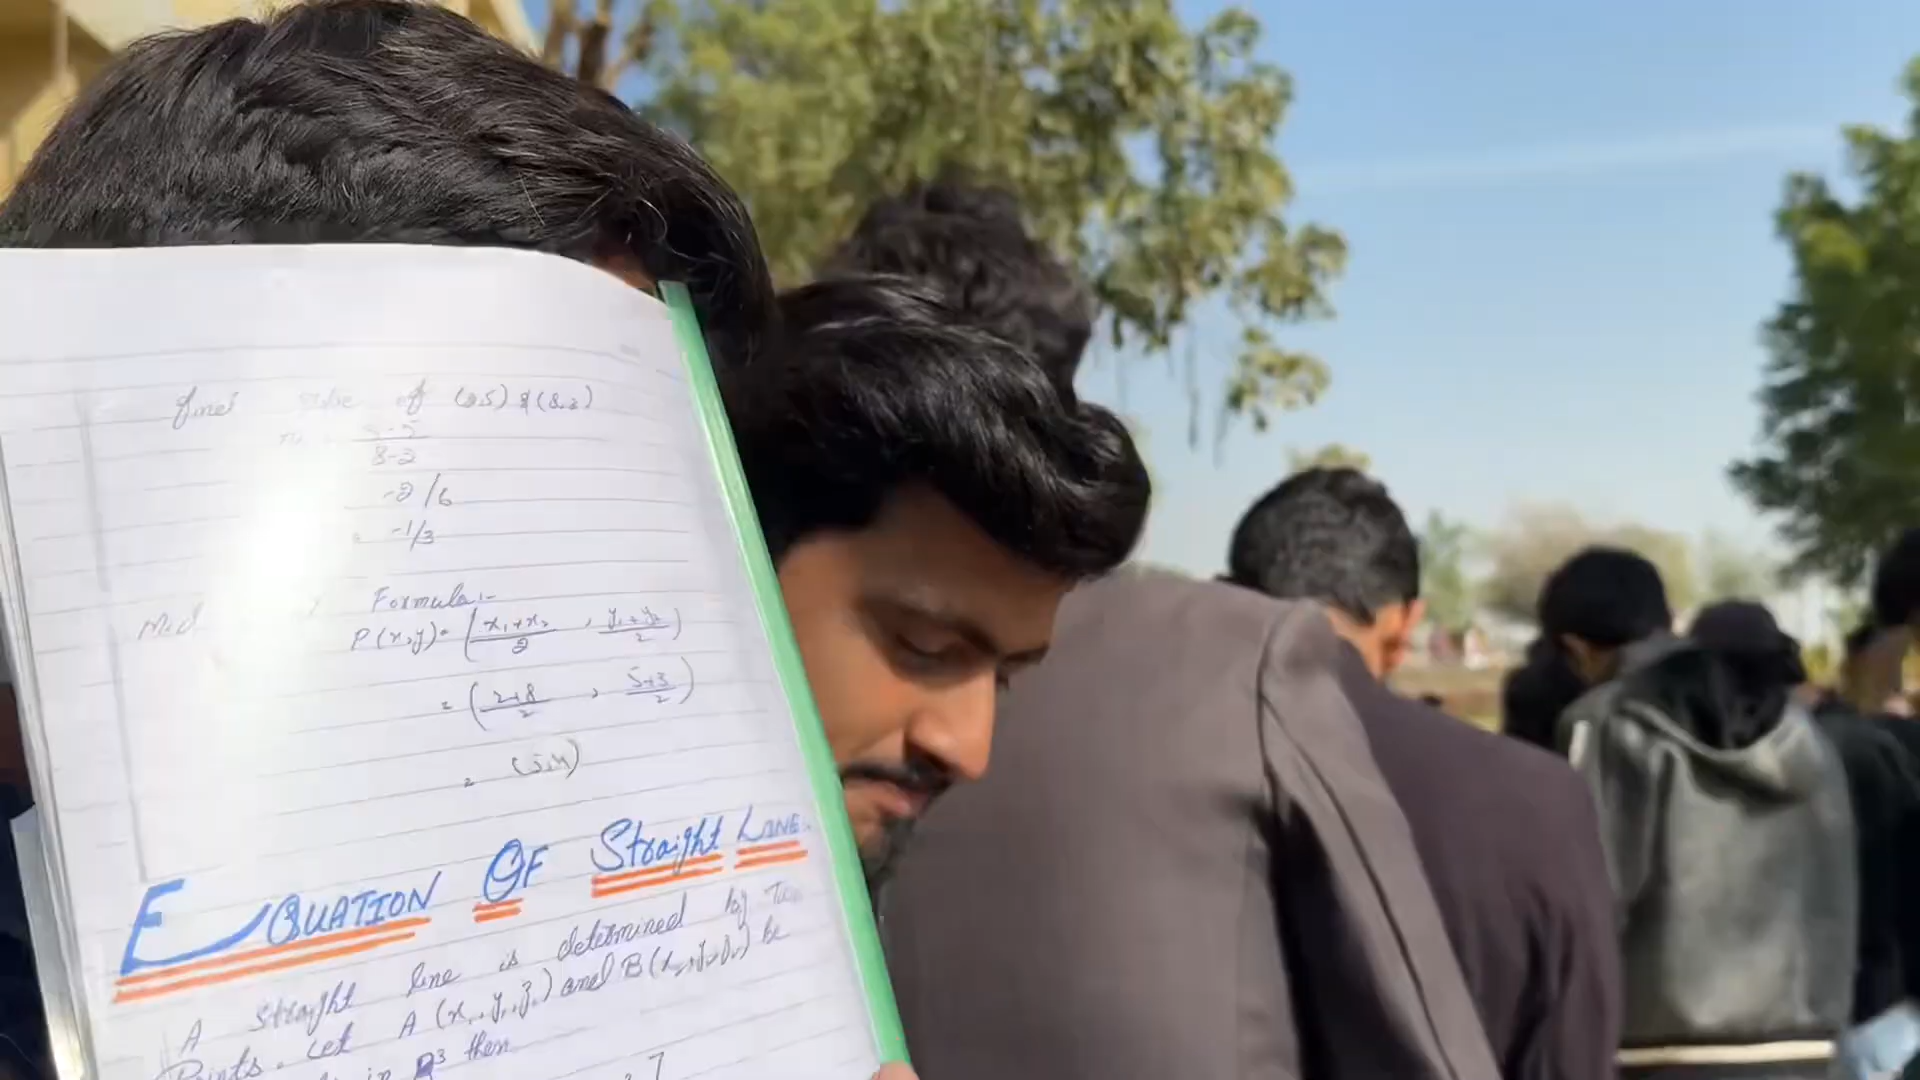 find slope of (2,5) & (8,3)
3-5
8-2
-2/6
= -1/3
Mid Formula:-
P(x,y) = (x₁+x₂/2 , y₁+y₂/2)
= (2+8/2 , 5+3/2)
= (5,4)
EQUATION OF Straight LINE:-
A straight line is determined by Two
Points. Let A (x₁,y₁,z₁) and B (x₂,y₂,z₂) be
in R³ then